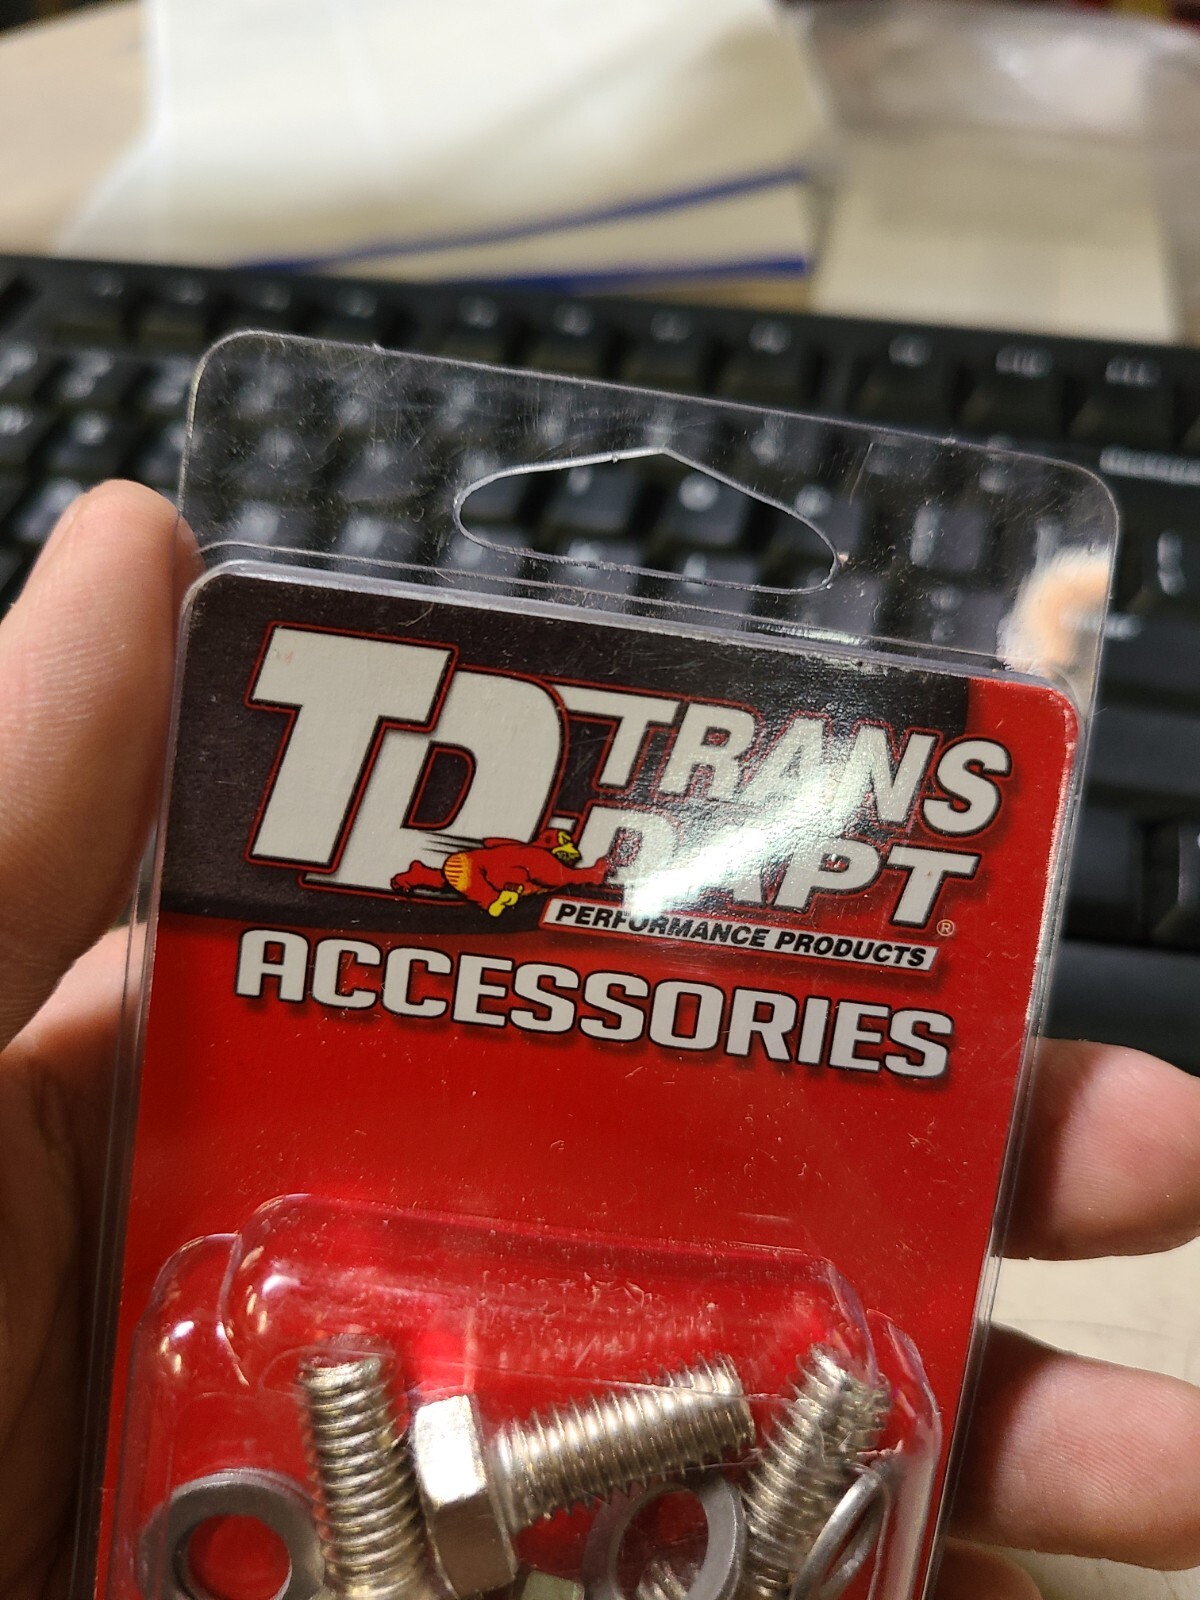 TD TRANS
DAPT®
PERFORMANCE PRODUCTS
ACCESSORIES